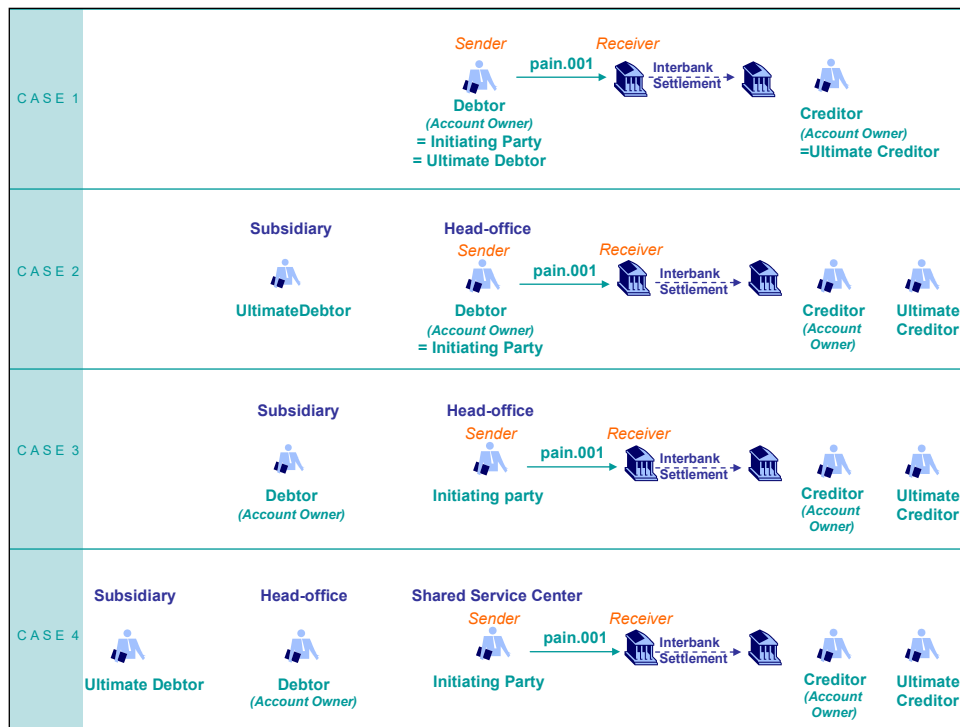 Sender
Receiver
CASE 1
pain.001
Interbank
Settlement
Debtor
(Account Owner)
= Initiating Party
= Ultimate Debtor
Creditor
(Account Owner)
=Ultimate Creditor
Subsidiary
Head-office
Sender
Receiver
CASE 2
pain.001
Interbank
Settlement
UltimateDebtor
Debtor
(Account Owner)
= Initiating Party
Creditor
(Account
Owner)
Ultimate
Creditor
Subsidiary
Head-office
Sender
Receiver
CASE 3
pain.001
Interbank
Settlement
Debtor
(Account Owner)
Initiating party
Creditor
(Account
Owner)
Ultimate
Creditor
Subsidiary
Head-office
Shared Service Center
Sender
Receiver
CASE 4
pain.001
Interbank
Settlement
Ultimate Debtor
Debtor
(Account Owner)
Initiating Party
Creditor
(Account
Owner)
Ultimate
Creditor